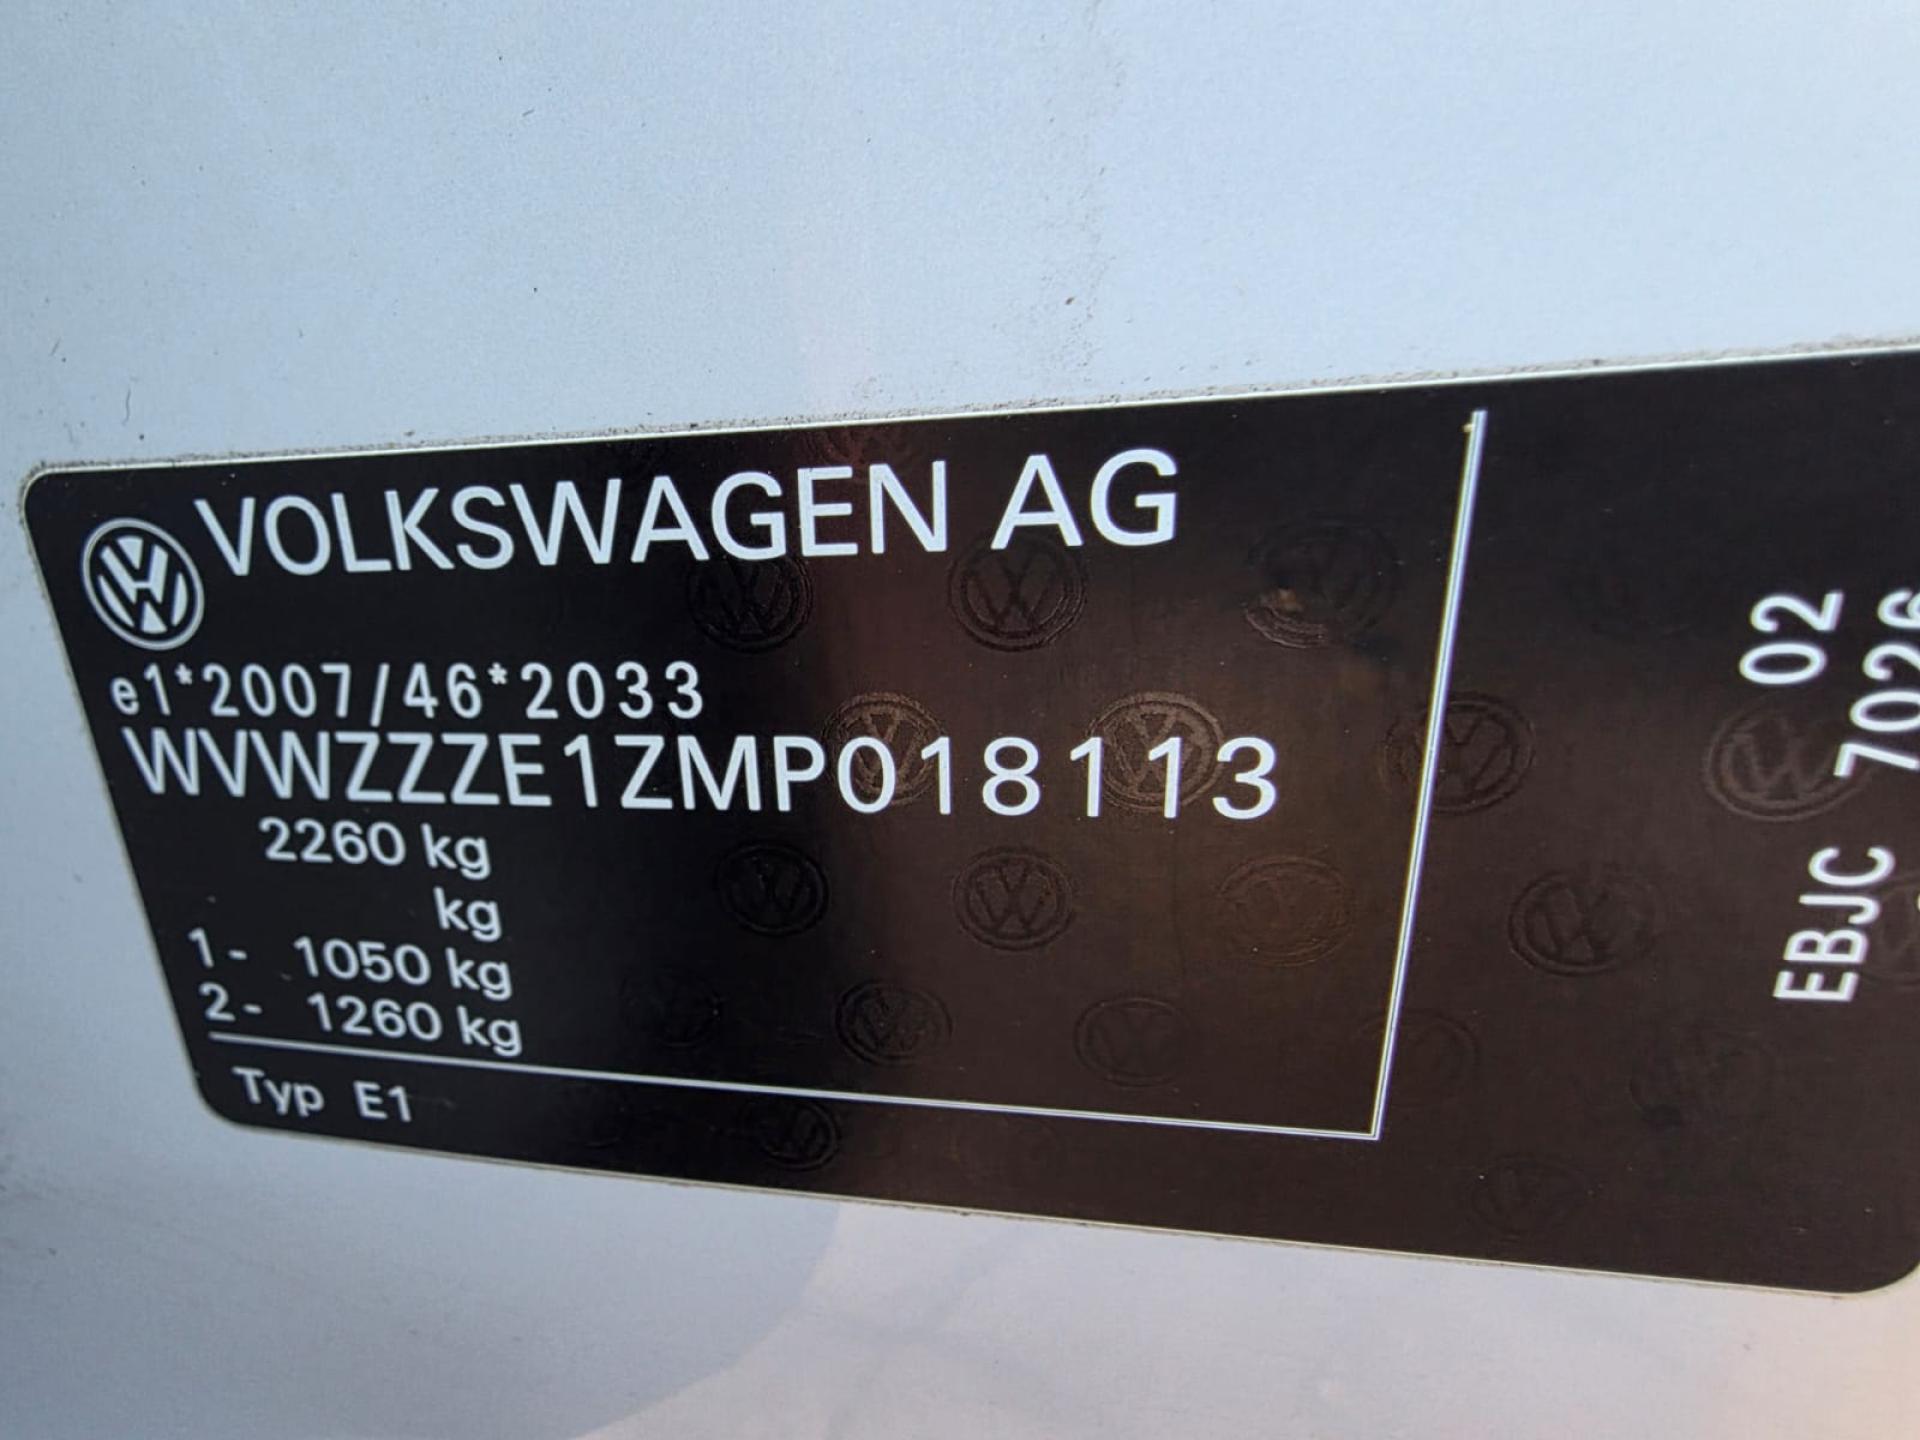 VOLKSWAGEN AG
e1*2007/46*2033
WVWZZZE1ZMP018113
2260 kg
kg
1- 1050 kg
2- 1260 kg
Typ E1
02
EBJC 7026